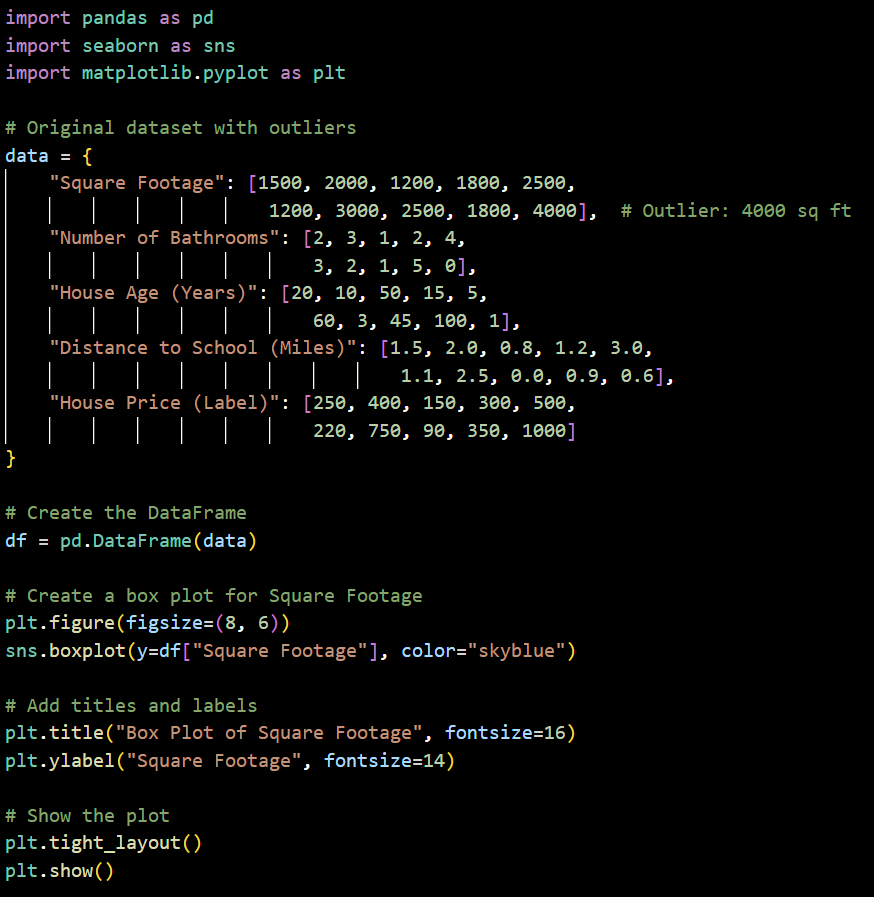 import pandas as pd
import seaborn as sns
import matplotlib.pyplot as plt

# Original dataset with outliers
data = {
    "Square Footage": [1500, 2000, 1200, 1800, 2500,
                        1200, 3000, 2500, 1800, 4000],  # Outlier: 4000 sq ft
    "Number of Bathrooms": [2, 3, 1, 2, 4,
                            3, 2, 1, 5, 0],
    "House Age (Years)": [20, 10, 50, 15, 5,
                            60, 3, 45, 100, 1],
    "Distance to School (Miles)": [1.5, 2.0, 0.8, 1.2, 3.0,
                                    1.1, 2.5, 0.0, 0.9, 0.6],
    "House Price (Label)": [250, 400, 150, 300, 500,
                            220, 750, 90, 350, 1000]
}

# Create the DataFrame
df = pd.DataFrame(data)

# Create a box plot for Square Footage
plt.figure(figsize=(8, 6))
sns.boxplot(y=df["Square Footage"], color="skyblue")

# Add titles and labels
plt.title("Box Plot of Square Footage", fontsize=16)
plt.ylabel("Square Footage", fontsize=14)

# Show the plot
plt.tight_layout()
plt.show()